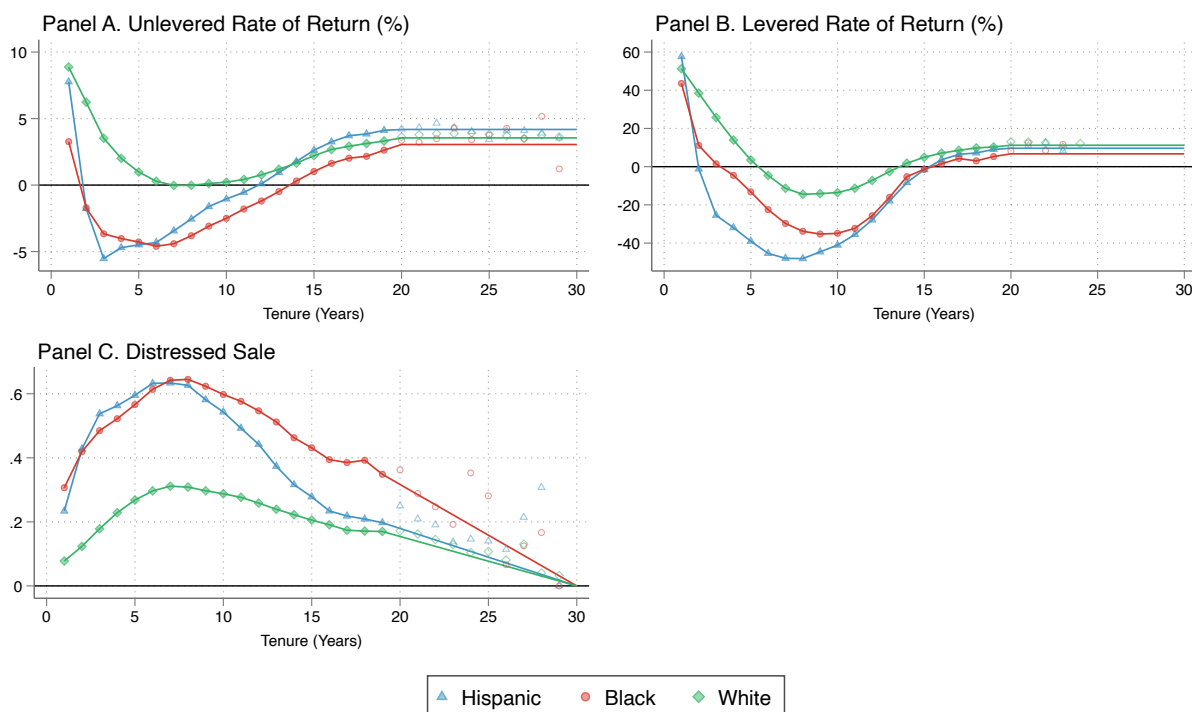 Panel A. Unlevered Rate of Return (%)
10
5
0
-5
0 5 10 15 20 25 30
Tenure (Years)
Panel B. Levered Rate of Return (%)
60
40
20
0
-20
-40
0 5 10 15 20 25 30
Tenure (Years)
Panel C. Distressed Sale
.6
.4
.2
0
0 5 10 15 20 25 30
Tenure (Years)
Hispanic Black White